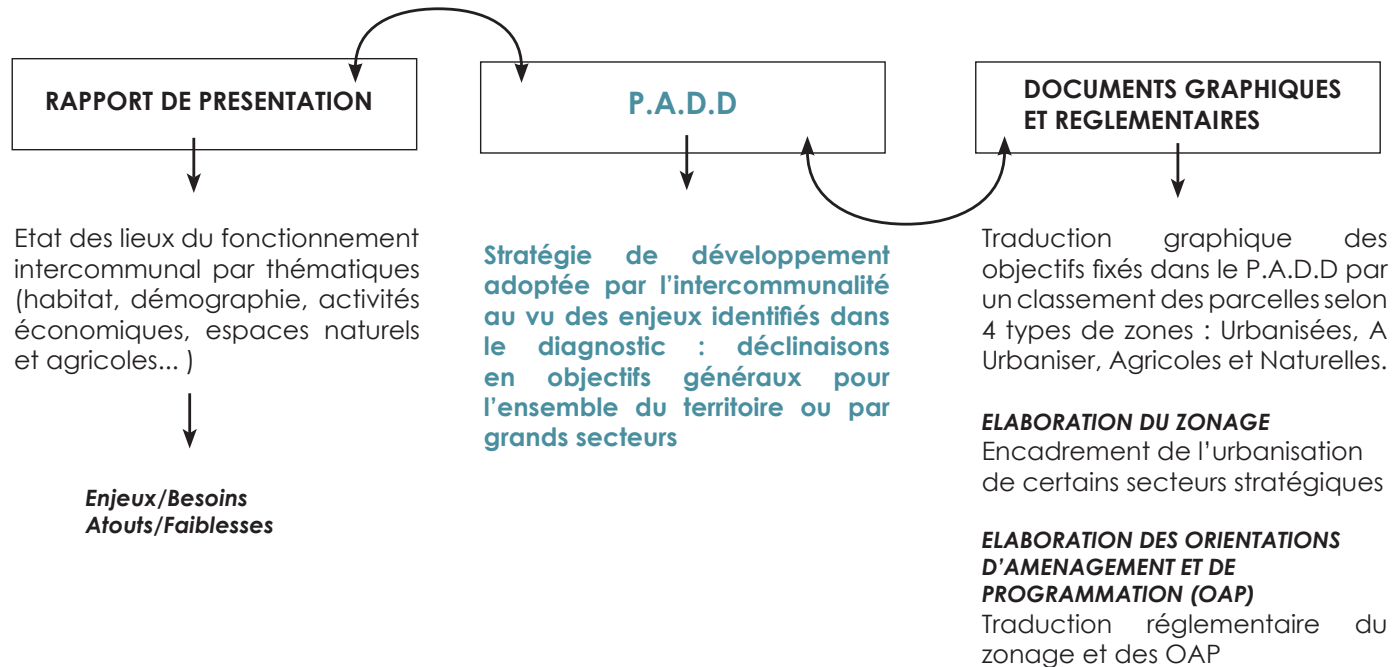 RAPPORT DE PRESENTATION
Etat des lieux du fonctionnement
intercommunal par thématiques
(habitat, démographie, activités
économiques, espaces naturels
et agricoles... )
Enjeux/Besoins
Atouts/Faiblesses
P.A.D.D
Stratégie de développement
adoptée par l’intercommunalité
au vu des enjeux identifiés dans
le diagnostic : déclinaisons
en objectifs généraux pour
l’ensemble du territoire ou par
grands secteurs
DOCUMENTS GRAPHIQUES
ET REGLEMENTAIRES
Traduction graphique des
objectifs fixés dans le P.A.D.D par
un classement des parcelles selon
4 types de zones : Urbanisées, A
Urbaniser, Agricoles et Naturelles.
ELABORATION DU ZONAGE
Encadrement de l’urbanisation
de certains secteurs stratégiques
ELABORATION DES ORIENTATIONS
D’AMENAGEMENT ET DE
PROGRAMMATION (OAP)
Traduction réglementaire du
zonage et des OAP